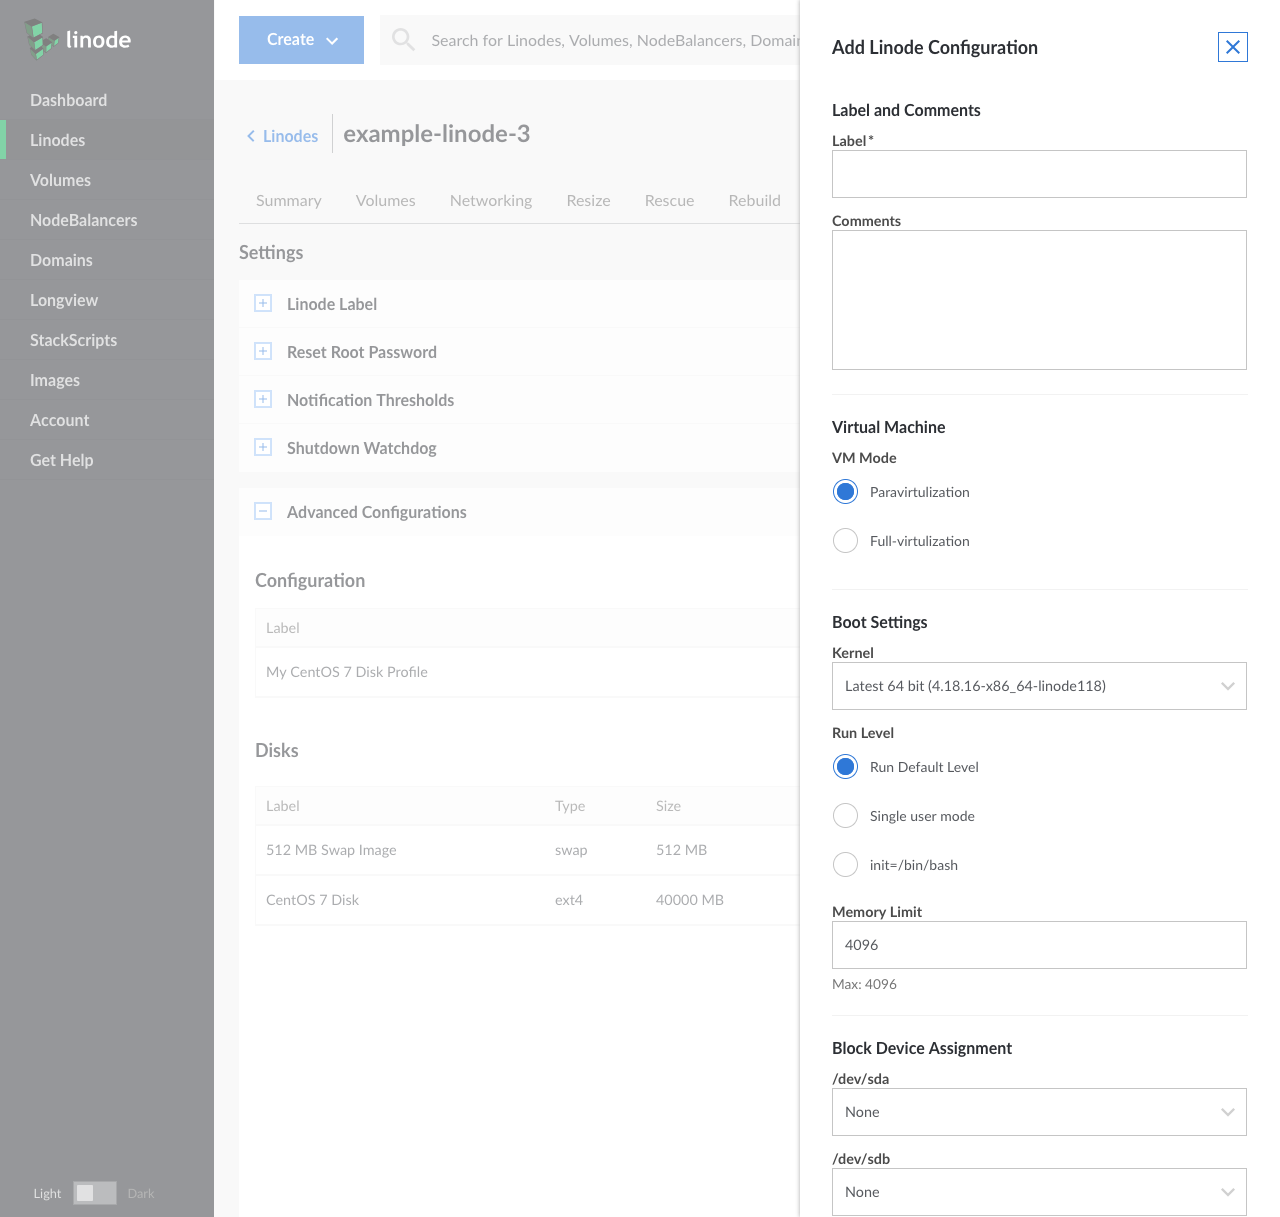 linode
Dashboard
Linodes
Volumes
NodeBalancers
Domains
Longview
StackScripts
Images
Account
Get Help
Light Dark
Create
Search for Linodes, Volumes, NodeBalancers, Domain
Linodes
example-linode-3
Summary Volumes Networking Resize Rescue Rebuild
Settings
Linode Label
Reset Root Password
Notification Thresholds
Shutdown Watchdog
Advanced Configurations
Configuration
Label
My CentOS 7 Disk Profile
Disks
Label Type Size
512 MB Swap Image swap 512 MB
CentOS 7 Disk ext4 40000 MB
Add Linode Configuration
Label and Comments
Label*
Comments
Virtual Machine
VM Mode
Paravirtulization
Full-virtulization
Boot Settings
Kernel
Latest 64 bit (4.18.16-x86_64-linode118)
Run Level
Run Default Level
Single user mode
init=/bin/bash
Memory Limit
4096
Max: 4096
Block Device Assignment
/dev/sda
None
/dev/sdb
None